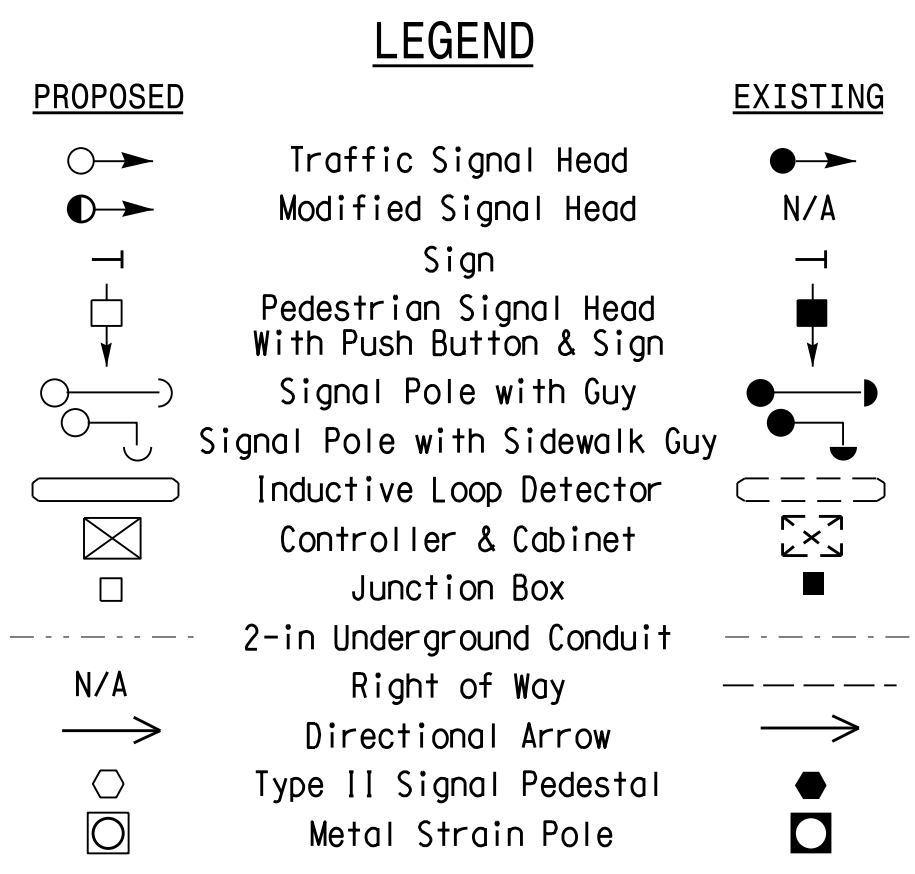 LEGEND
PROPOSED EXISTING
Traffic Signal Head
Modified Signal Head N/A
Sign
Pedestrian Signal Head
With Push Button & Sign
Signal Pole with Guy
Signal Pole with Sidewalk Guy
Inductive Loop Detector
Controller & Cabinet
Junction Box
2-in Underground Conduit
N/A Right of Way
Directional Arrow
Type II Signal Pedestal
Metal Strain Pole